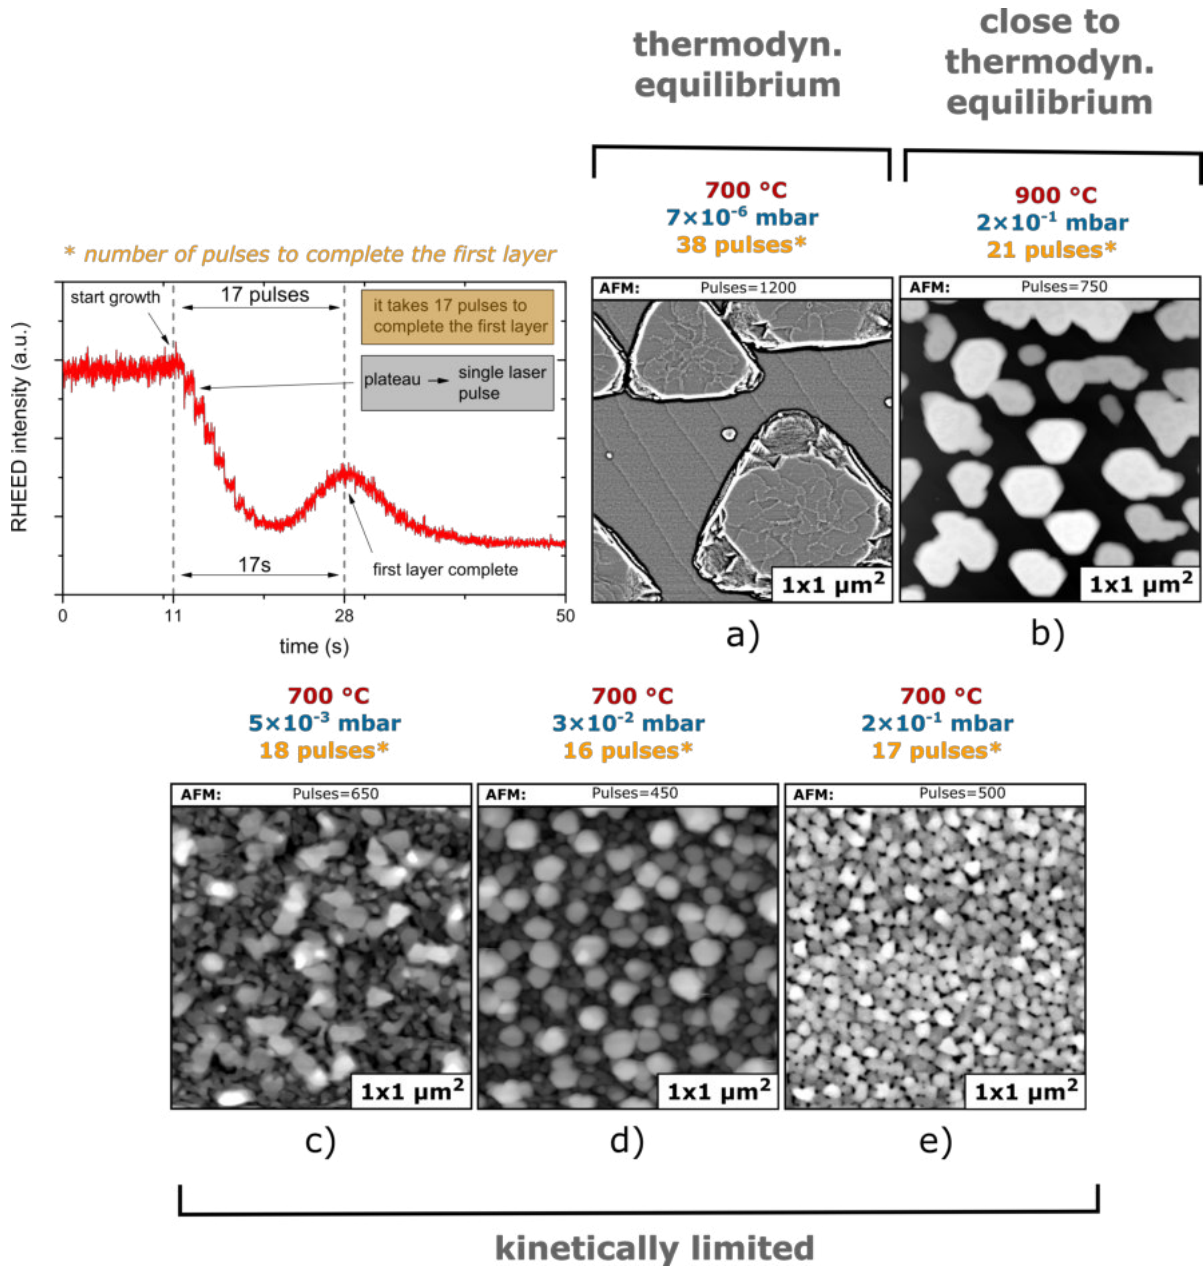 thermodyn.
equilibrium
close to
thermodyn.
equilibrium
700 °C
7×10⁻⁶ mbar
38 pulses*
900 °C
2×10⁻¹ mbar
21 pulses*
* number of pulses to complete the first layer
start growth
17 pulses
it takes 17 pulses to
complete the first layer
plateau → single laser
pulse
17s
first layer complete
RHEED intensity (a.u.)
0 11 28 50
time (s)
AFM: Pulses=1200
1x1 µm²
a)
AFM: Pulses=750
1x1 µm²
b)
700 °C
5×10⁻³ mbar
18 pulses*
700 °C
3×10⁻² mbar
16 pulses*
700 °C
2×10⁻¹ mbar
17 pulses*
AFM: Pulses=650
1x1 µm²
c)
AFM: Pulses=450
1x1 µm²
d)
AFM: Pulses=500
1x1 µm²
e)
kinetically limited